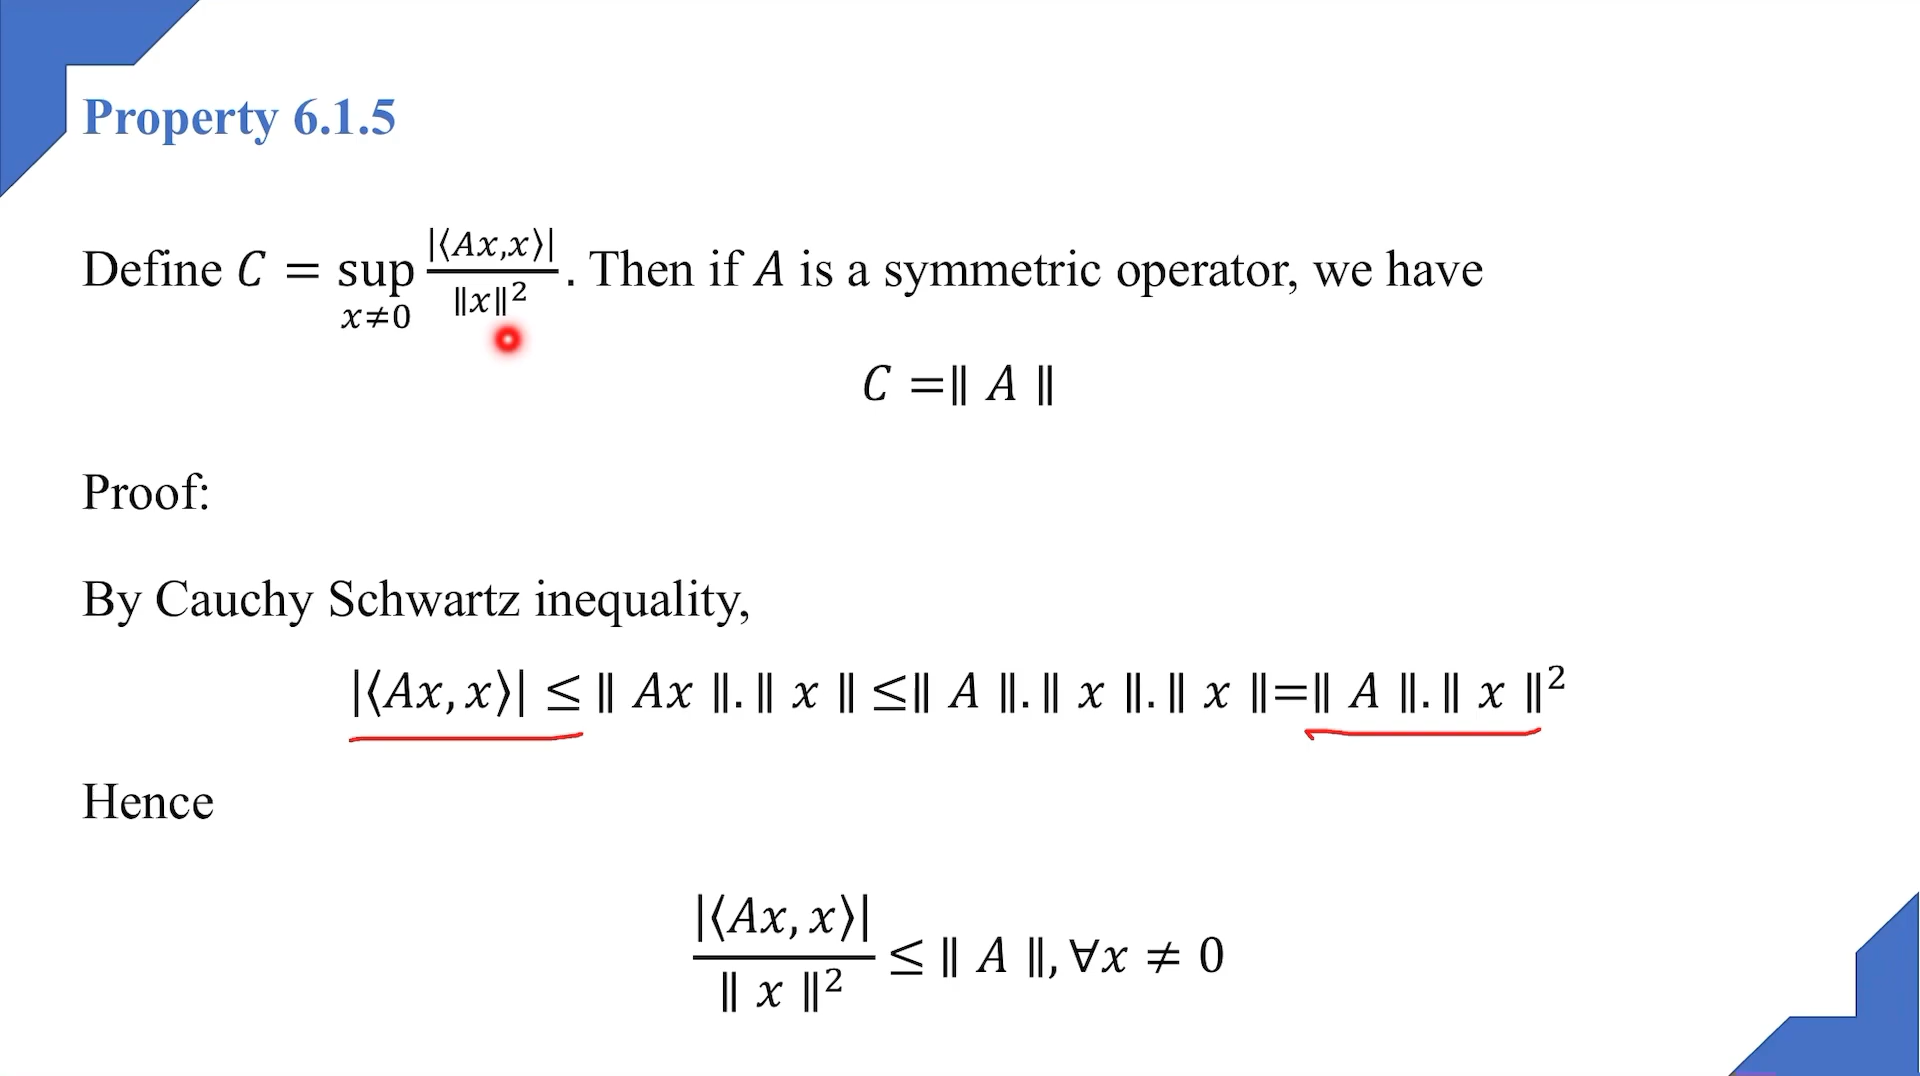 Property 6.1.5
Define C = sup x≠0 |⟨Ax,x⟩| / ‖x‖². Then if A is a symmetric operator, we have
C =‖ A ‖
Proof:
By Cauchy Schwartz inequality,
|⟨Ax, x⟩| ≤ ‖ Ax ‖. ‖ x ‖ ≤‖ A ‖. ‖ x ‖. ‖ x ‖=‖ A ‖. ‖ x ‖²
Hence
|⟨Ax, x⟩| / ‖ x ‖² ≤ ‖ A ‖, ∀x ≠ 0